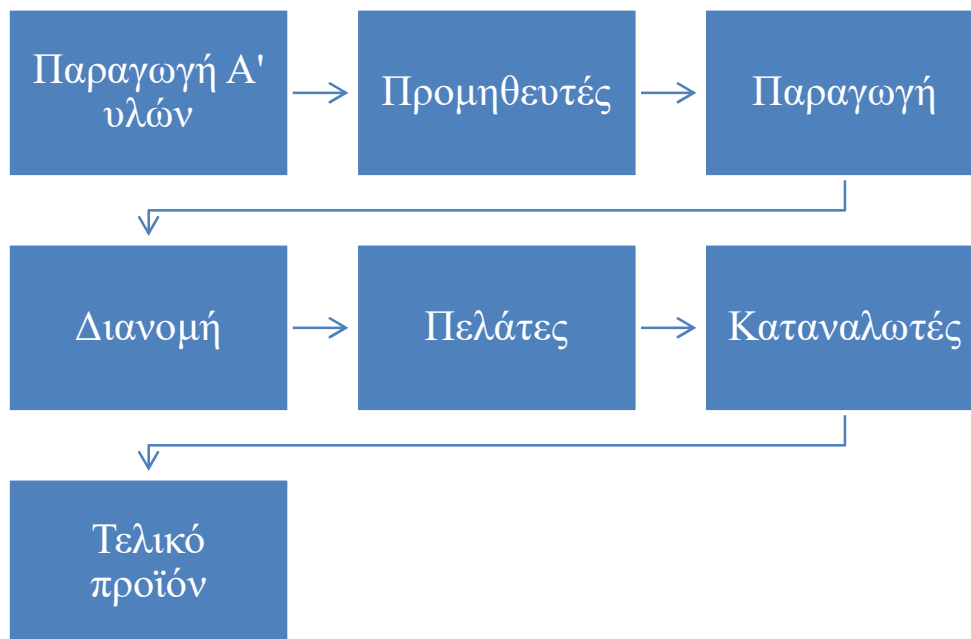 Παραγωγή Α'
υλών
Προμηθευτές
Παραγωγή
Διανομή
Πελάτες
Καταναλωτές
Τελικό
προϊόν